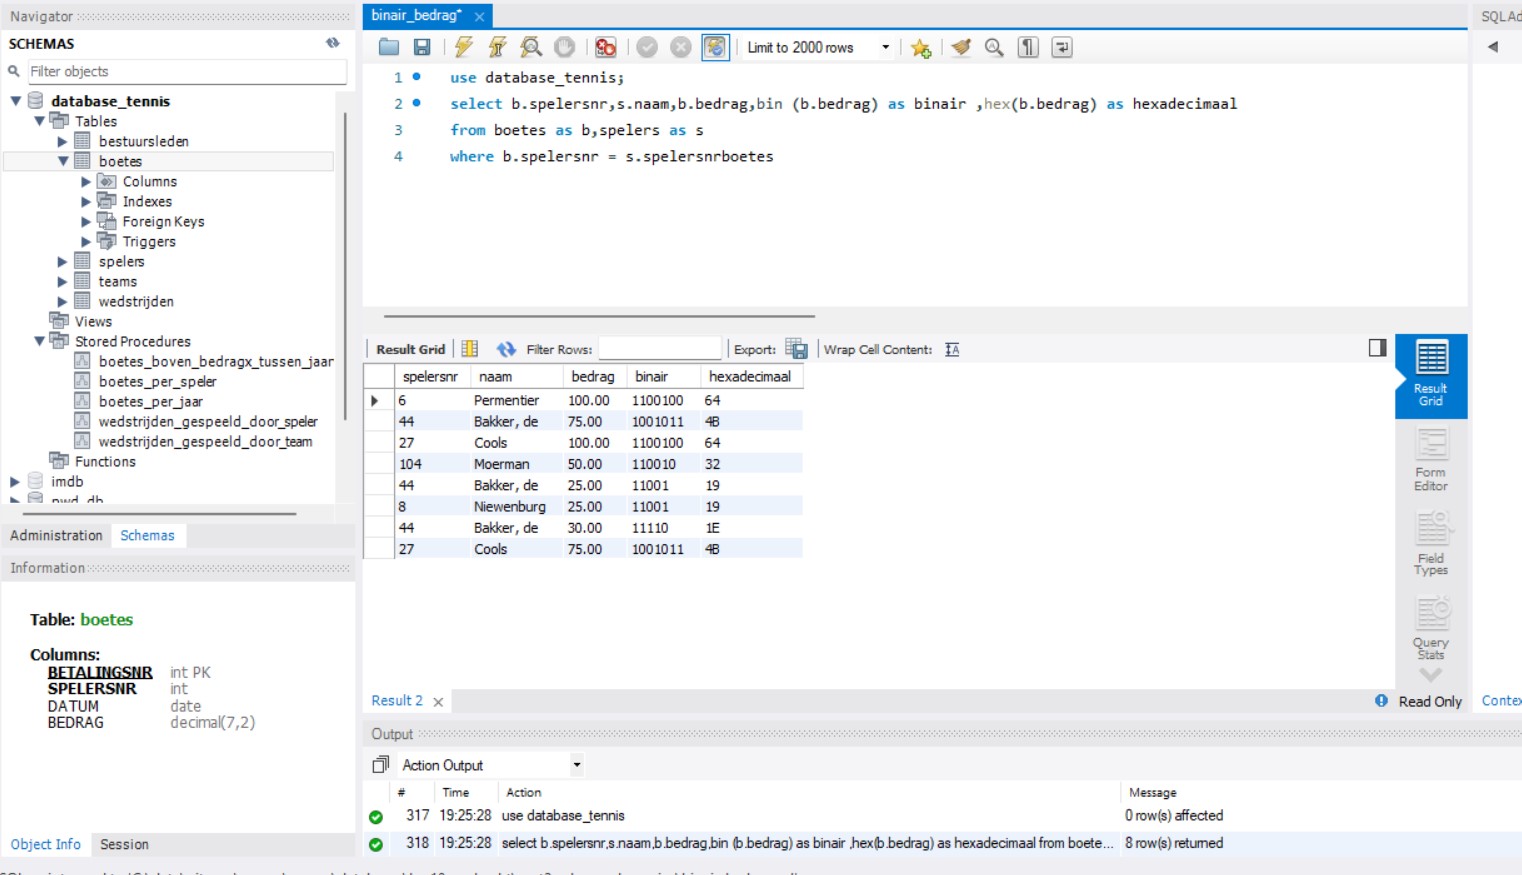 Navigator
SCHEMAS
Filter objects
database_tennis
Tables
bestuursleden
boetes
Columns
Indexes
Foreign Keys
Triggers
spelers
teams
wedstrijden
Views
Stored Procedures
boetes_boven_bedragx_tussen_jaar
boetes_per_speler
boetes_per_jaar
wedstrijden_gespeeld_door_speler
wedstrijden_gespeeld_door_team
Functions
imdb
Administration Schemas
Information
Table: boetes
Columns:
BETALINGSNR int PK
SPELERSNR int
DATUM date
BEDRAG decimal(7,2)
Object Info Session
binair_bedrag*
Limit to 2000 rows
1 use database_tennis;
2 select b.spelersnr,s.naam,b.bedrag,bin (b.bedrag) as binair ,hex(b.bedrag) as hexadecimaal
3 from boetes as b,spelers as s
4 where b.spelersnr = s.spelersnrboetes
Result Grid Filter Rows: Export: Wrap Cell Content:
spelersnr naam bedrag binair hexadecimaal
6 Permentier 100.00 1100100 64
44 Bakker, de 75.00 1001011 4B
27 Cools 100.00 1100100 64
104 Moerman 50.00 110010 32
44 Bakker, de 25.00 11001 19
8 Niewenburg 25.00 11001 19
44 Bakker, de 30.00 11110 1E
27 Cools 75.00 1001011 4B
Result
Grid
Form
Editor
Field
Types
Query
Stats
Result 2 Read Only
Output
Action Output
# Time Action Message
317 19:25:28 use database_tennis 0 row(s) affected
318 19:25:28 select b.spelersnr,s.naam,b.bedrag,bin (b.bedrag) as binair ,hex(b.bedrag) as hexadecimaal from boete... 8 row(s) returned
SQLAd
Contex